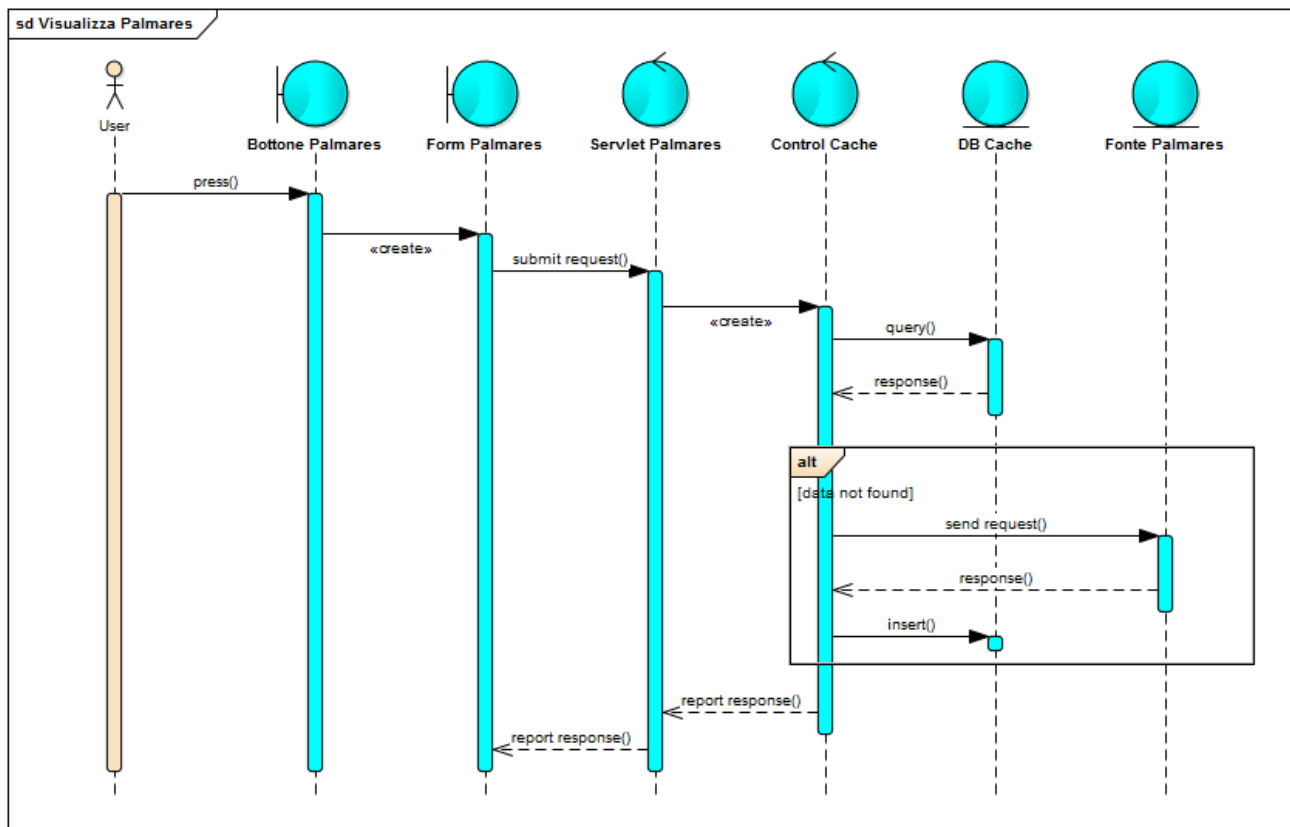 sd Visualizza Palmares
User
Bottone Palmares
Form Palmares
Servlet Palmares
Control Cache
DB Cache
Fonte Palmares
press()
«create»
submit request()
«create»
query()
response()
alt
[data not found]
send request()
response()
insert()
report response()
report response()